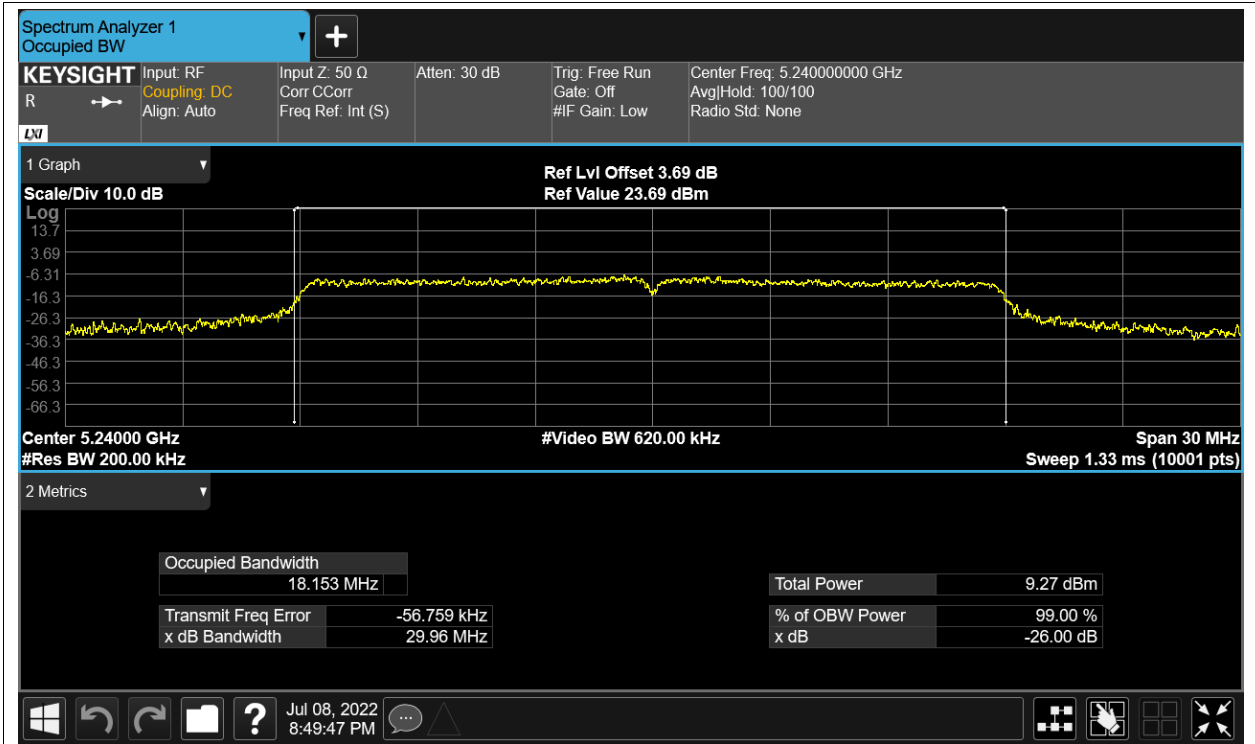 Spectrum Analyzer 1
Occupied BW
KEYSIGHT
R
LXI
Input: RF
Coupling: DC
Align: Auto
Input Z: 50 Ω
Corr CCorr
Freq Ref: Int (S)
Atten: 30 dB
Trig: Free Run
Gate: Off
#IF Gain: Low
Center Freq: 5.240000000 GHz
Avg|Hold: 100/100
Radio Std: None
1 Graph
Scale/Div 10.0 dB
Ref Lvl Offset 3.69 dB
Ref Value 23.69 dBm
Log
13.7
3.69
-6.31
-16.3
-26.3
-36.3
-46.3
-56.3
-66.3
Center 5.24000 GHz
#Video BW 620.00 kHz
Span 30 MHz
#Res BW 200.00 kHz
Sweep 1.33 ms (10001 pts)
2 Metrics
Occupied Bandwidth
18.153 MHz
Total Power 9.27 dBm
Transmit Freq Error -56.759 kHz
% of OBW Power 99.00 %
x dB Bandwidth 29.96 MHz
x dB -26.00 dB
?
Jul 08, 2022
8:49:47 PM